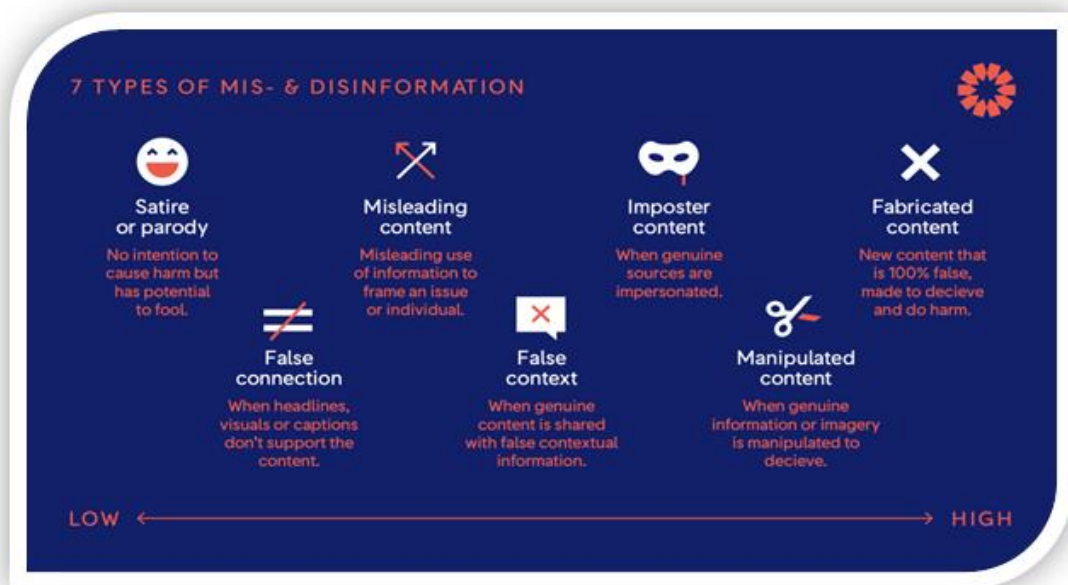 7 TYPES OF MIS- & DISINFORMATION
Satire
or parody
No intention to
cause harm but
has potential
to fool.
Misleading
content
Misleading use
of information to
frame an issue
or individual.
Imposter
content
When genuine
sources are
impersonated.
Fabricated
content
New content that
is 100% false,
made to decieve
and do harm.
False
connection
When headlines,
visuals or captions
don't support the
content.
False
context
When genuine
content is shared
with false contextual
information.
Manipulated
content
When genuine
information or imagery
is manipulated to
decieve.
LOW
HIGH